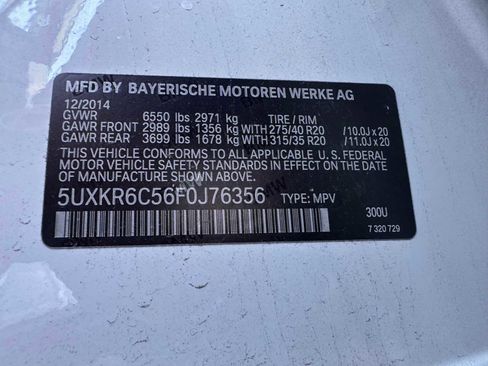 MFD BY BAYERISCHE MOTOREN WERKE AG
12/2014
GVWR 6550 lbs 2971 kg TIRE / RIM
GAWR FRONT 2989 lbs 1356 kg WITH 275/40 R20 /10.0J x 20
GAWR REAR 3699 lbs 1678 kg WITH 315/35 R20 /11.0J x 20
THIS VEHICLE CONFORMS TO ALL APPLICABLE U. S. FEDERAL
MOTOR VEHICLE SAFETY STANDARDS IN EFFECT ON THE DATE
OF MANUFACTURE SHOWN ABOVE.
5UXKR6C56F0J76356 TYPE: MPV
300U
7 320 729